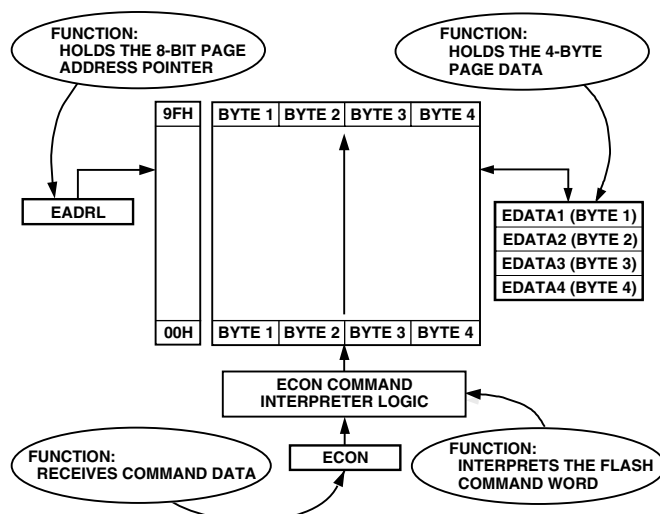 FUNCTION:
HOLDS THE 8-BIT PAGE
ADDRESS POINTER
FUNCTION:
HOLDS THE 4-BYTE
PAGE DATA
9FH
BYTE 1 BYTE 2 BYTE 3 BYTE 4
EADRL
EDATA1 (BYTE 1)
EDATA2 (BYTE 2)
EDATA3 (BYTE 3)
EDATA4 (BYTE 4)
00H
BYTE 1 BYTE 2 BYTE 3 BYTE 4
ECON COMMAND
INTERPRETER LOGIC
FUNCTION:
RECEIVES COMMAND DATA
ECON
FUNCTION:
INTERPRETS THE FLASH
COMMAND WORD